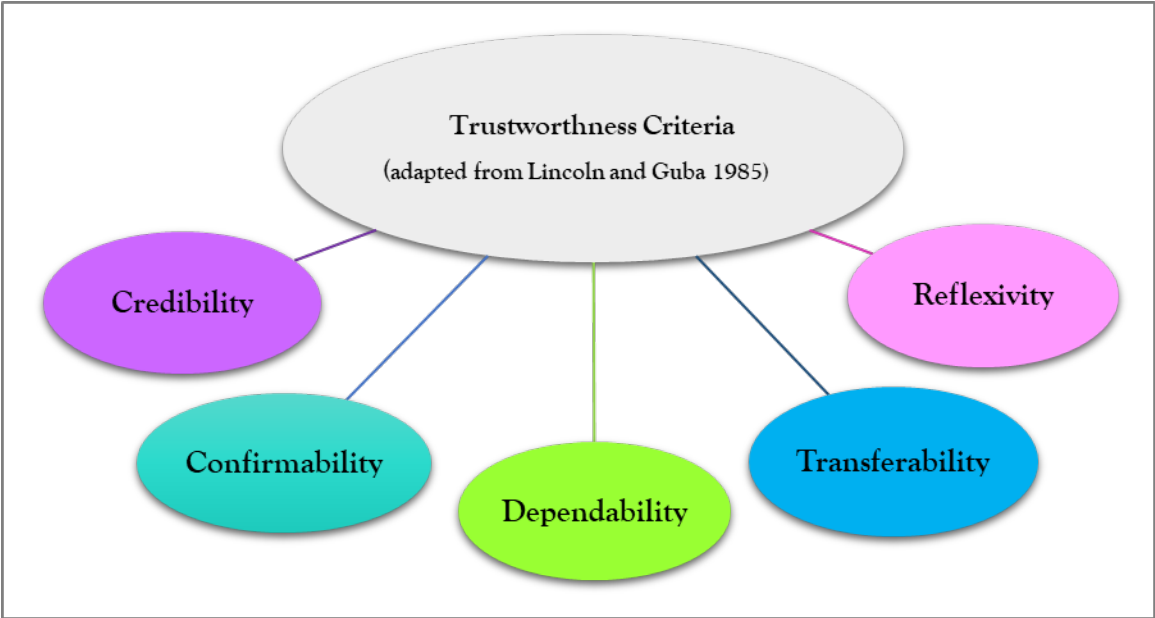 Trustworthness Criteria
(adapted from Lincoln and Guba 1985)
Credibility
Reflexivity
Confirmability
Transferability
Dependability